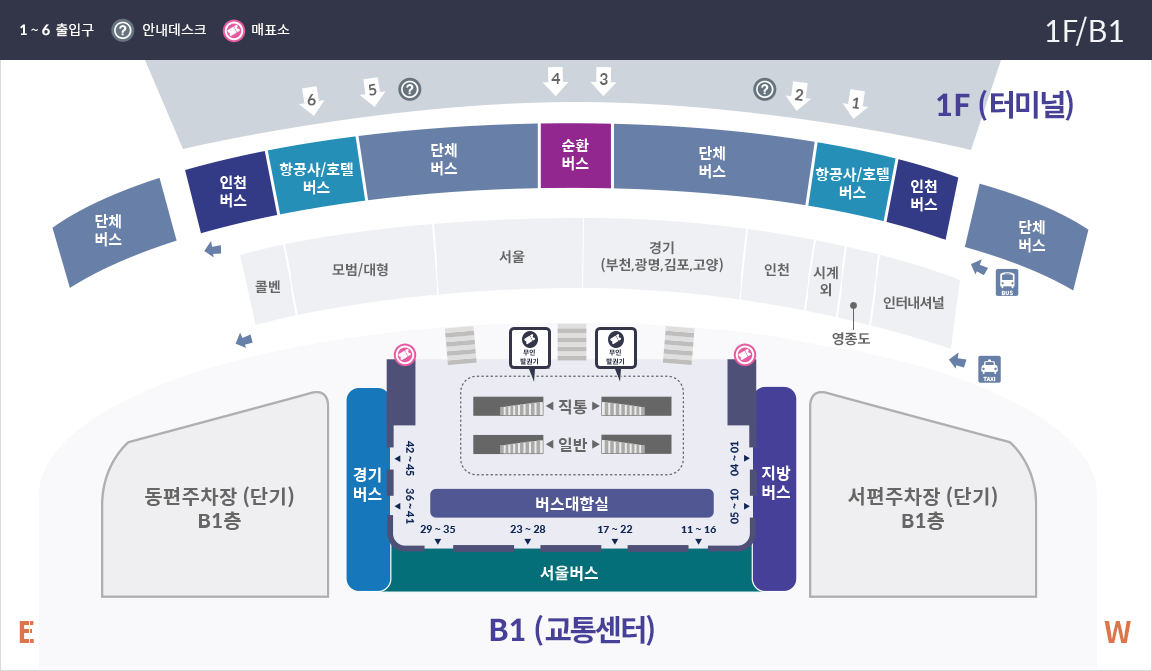 1 ~ 6 출입구
? 안내데스크
매표소
1F/B1
6
5
?
4
3
?
2
1
1F (터미널)
단체
버스
인천
버스
항공사/호텔
버스
단체
버스
순환
버스
단체
버스
항공사/호텔
버스
인천
버스
단체
버스
콜벤
모범/대형
서울
경기
(부천,광명,김포,고양)
인천
시계
외
영종도
인터내셔널
BUS
TAXI
무인
발권기
무인
발권기
직통
일반
경기
버스
42 ~ 45
36 ~ 41
04 ~ 01
05 ~ 10
지방
버스
버스대합실
29 ~ 35
23 ~ 28
17 ~ 22
11 ~ 16
서울버스
동편주차장 (단기)
B1층
서편주차장 (단기)
B1층
B1 (교통센터)
E
W